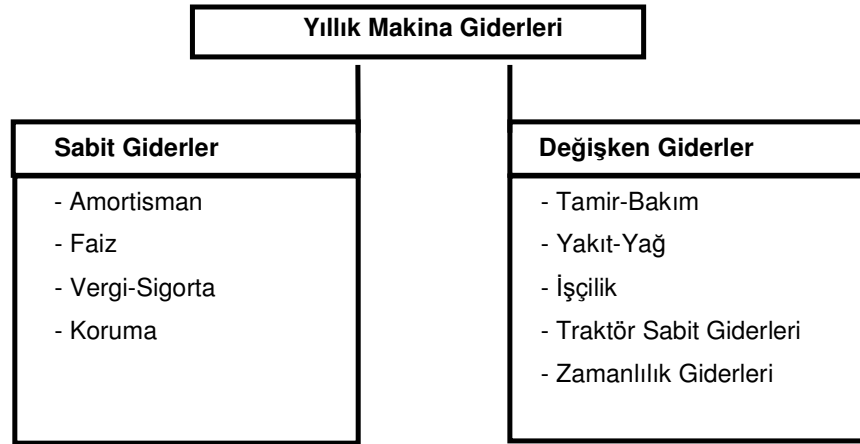 Yıllık Makina Giderleri
Sabit Giderler
- Amortisman
- Faiz
- Vergi-Sigorta
- Koruma
Değişken Giderler
- Tamir-Bakım
- Yakıt-Yağ
- İşçilik
- Traktör Sabit Giderleri
- Zamanlılık Giderleri